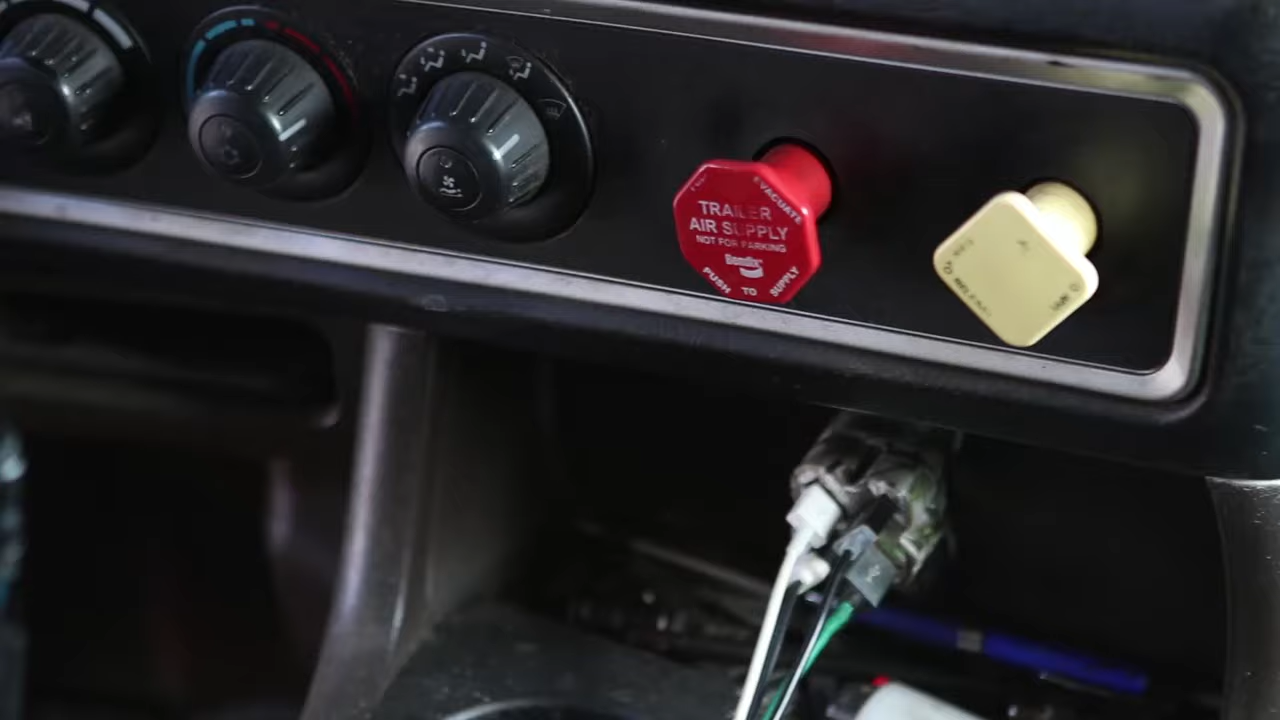 EVACUATE
TRAILER
AIR SUPPLY
NOT FOR PARKING
Bendix
PUSH TO SUPPLY